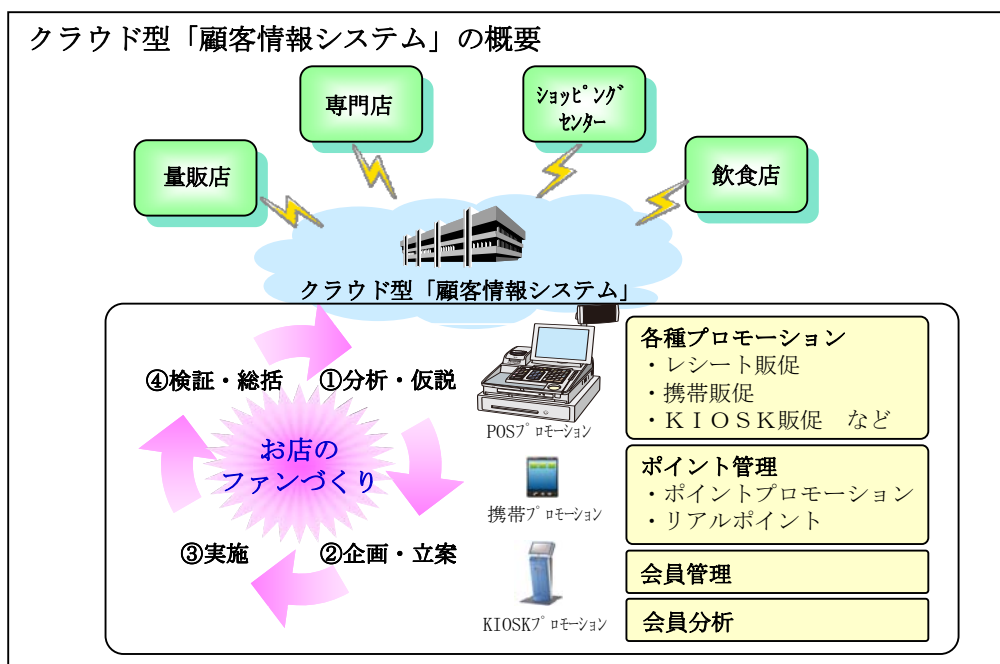 クラウド型「顧客情報システム」の概要
専門店
ｼｮｯﾋﾟﾝｸﾞ
ｾﾝﾀｰ
量販店
飲食店
クラウド型「顧客情報システム」
④検証・総括
①分析・仮説
お店の
ファンづくり
③実施
②企画・立案
POSﾌﾟﾛﾓｰｼｮﾝ
携帯ﾌﾟﾛﾓｰｼｮﾝ
KIOSKﾌﾟﾛﾓｰｼｮﾝ
各種プロモーション
・レシート販促
・携帯販促
・ＫＩＯＳＫ販促　など
ポイント管理
・ポイントプロモーション
・リアルポイント
会員管理
会員分析